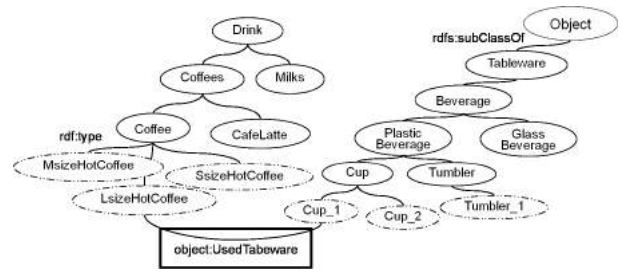 Object
rdfs:subClassOf
Drink
Tableware
Coffees
Milks
Beverage
rdf:type
Coffee
CafeLatte
Plastic
Beverage
Glass
Beverage
MsizeHotCoffee
SsizeHotCoffee
Cup
Tumbler
LsizeHotCoffee
Cup_1
Cup_2
Tumbler_1
object:UsedTabeware